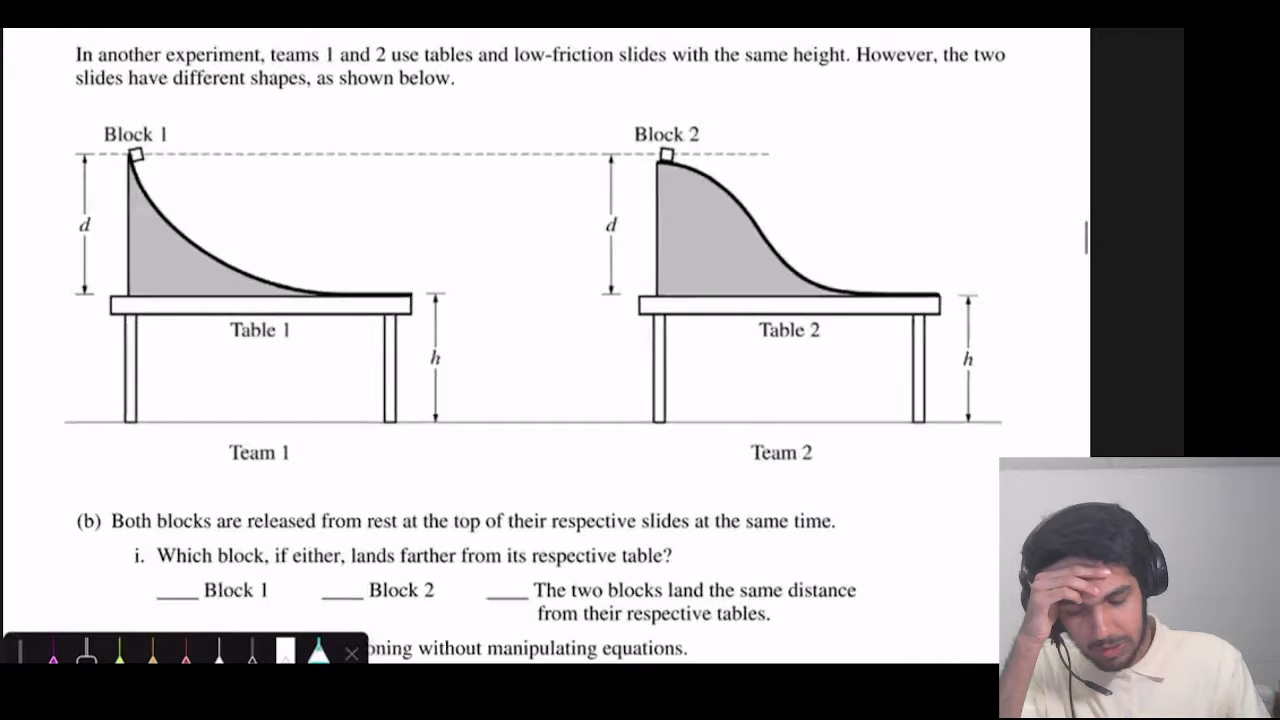 In another experiment, teams 1 and 2 use tables and low-friction slides with the same height. However, the two
slides have different shapes, as shown below.
Block 1
Block 2
d
d
Table 1
Table 2
h
h
Team 1
Team 2
(b) Both blocks are released from rest at the top of their respective slides at the same time.
i. Which block, if either, lands farther from its respective table?
____ Block 1 ____ Block 2 ____ The two blocks land the same distance
from their respective tables.
without manipulating equations.